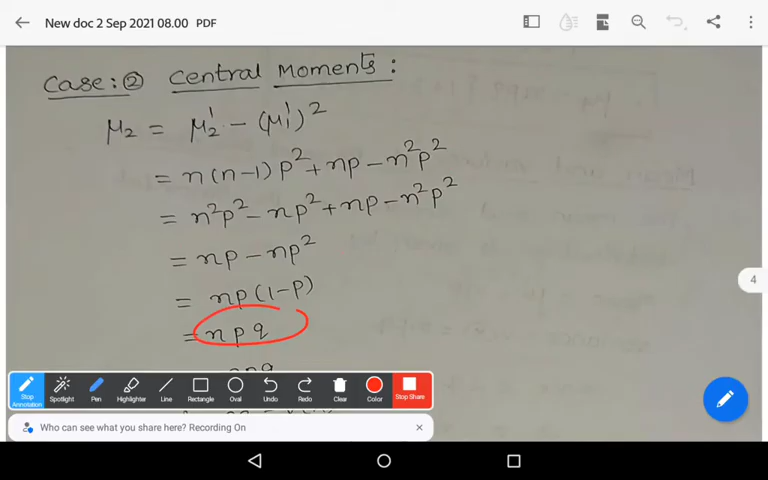 New doc 2 Sep 2021 08.00 PDF
Case:② Central Moments:
μ₂ = μ₂' - (μ₁')²
= n(n-1)p² + np - n²p²
= n²p² - np² + np - n²p²
= np - np²
= np(1-p)
= npq
4
Stop Annotation Spotlight Pen Highlighter Line Rectangle Oval Undo Redo Clear Color Stop Share
Who can see what you share here? Recording On